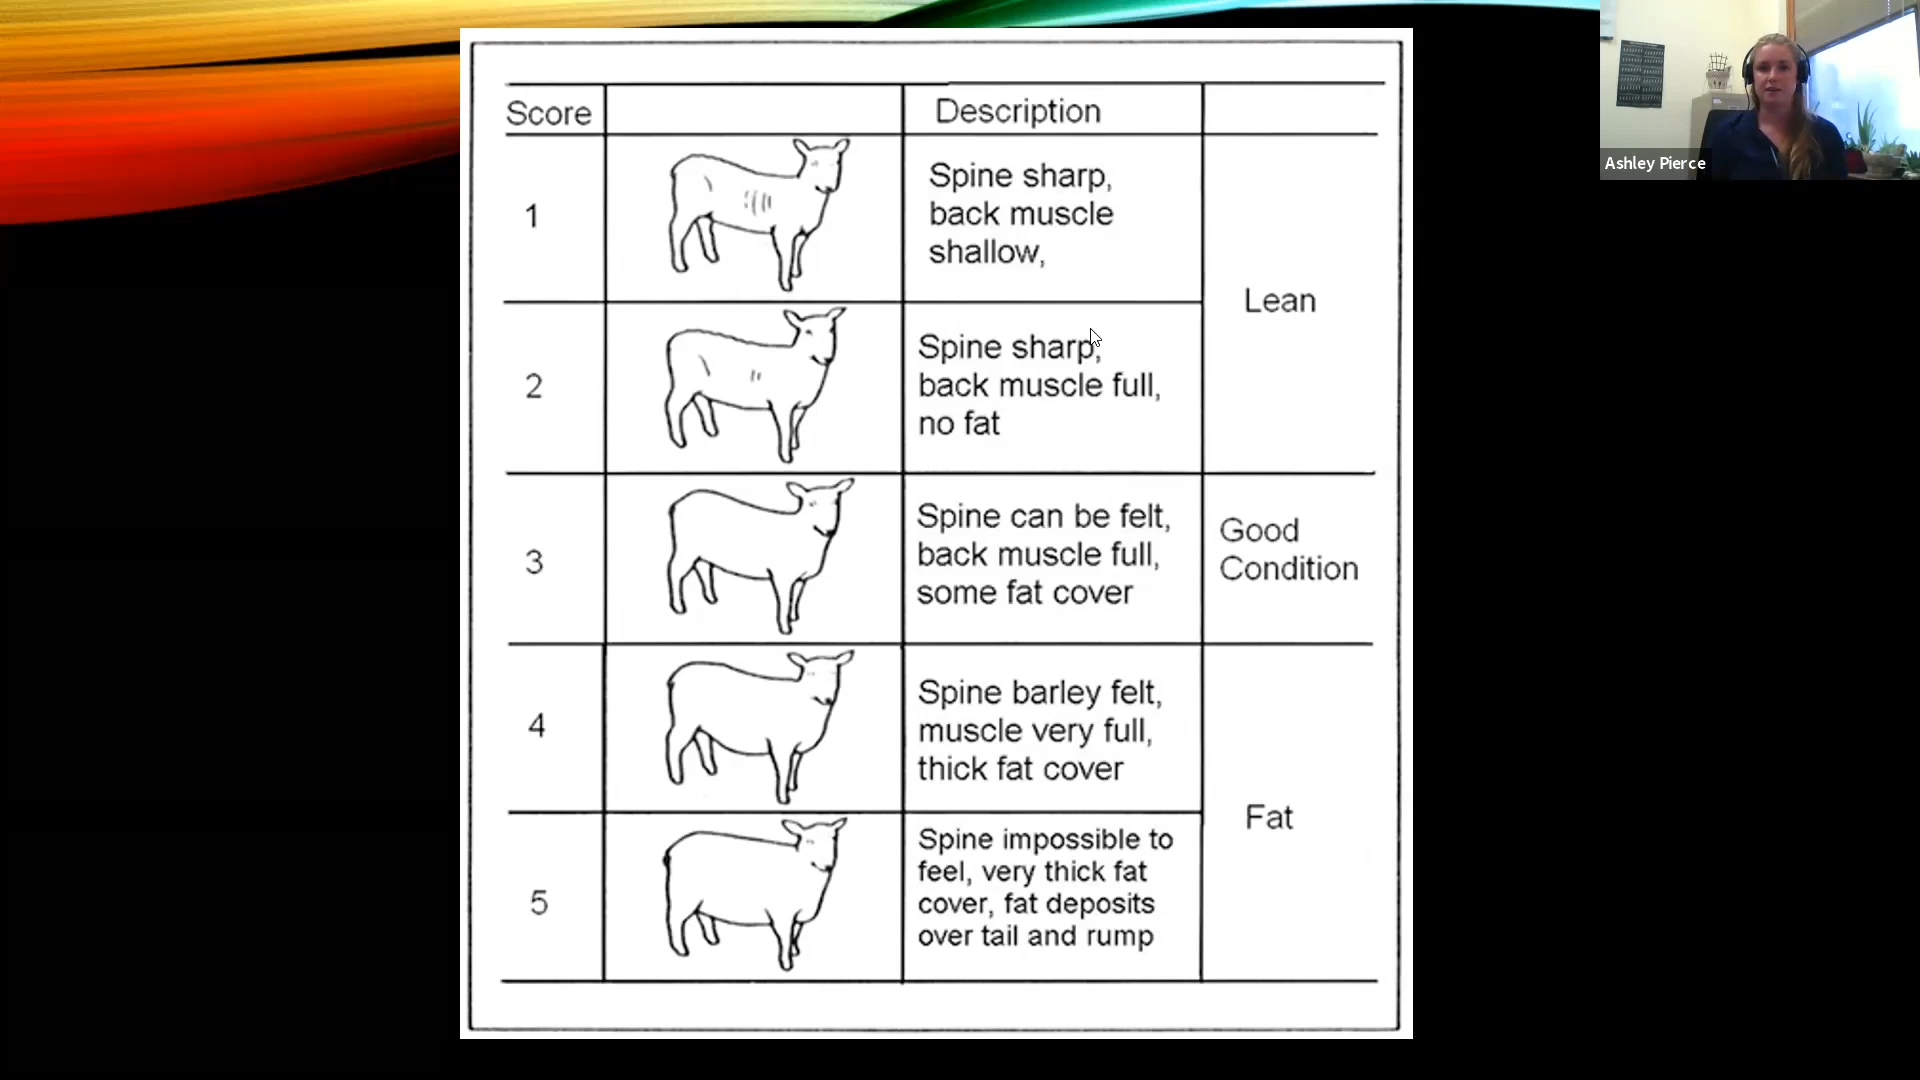 Score
Description
1
Spine sharp,
back muscle
shallow,
Lean
2
Spine sharp,
back muscle full,
no fat
3
Spine can be felt,
back muscle full,
some fat cover
Good
Condition
4
Spine barley felt,
muscle very full,
thick fat cover
Fat
5
Spine impossible to
feel, very thick fat
cover, fat deposits
over tail and rump
Ashley Pierce